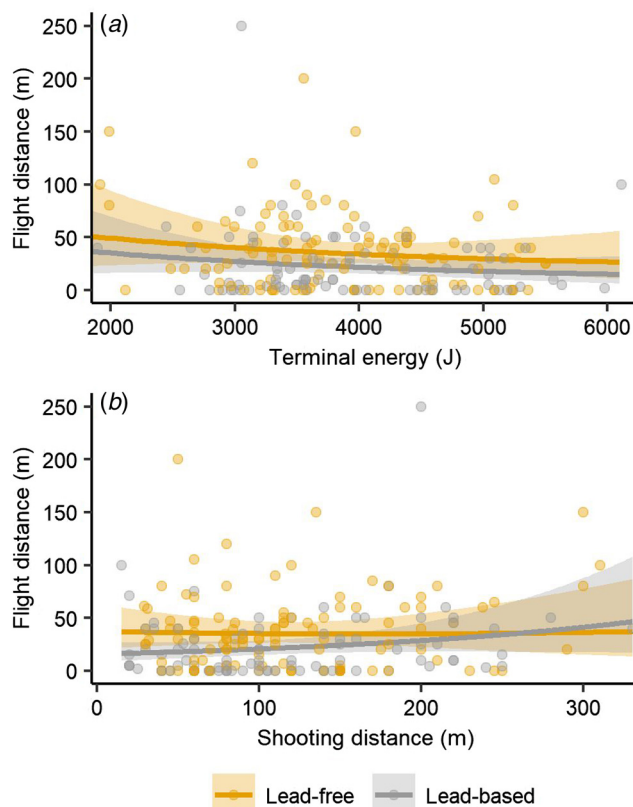 (a)
250
200
150
100
50
0
Flight distance (m)
2000 3000 4000 5000 6000
Terminal energy (J)
(b)
250
200
150
100
50
0
Flight distance (m)
0 100 200 300
Shooting distance (m)
Lead-free Lead-based